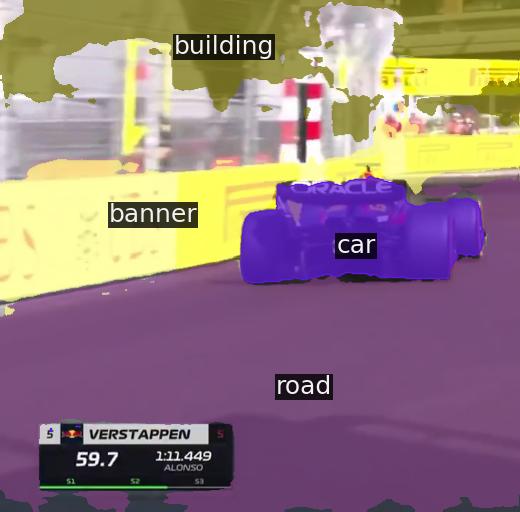 building
ORACLE
banner
car
road
5 VERSTAPPEN 5
59.7 1:11.449
ALONSO
S1 S2 S3